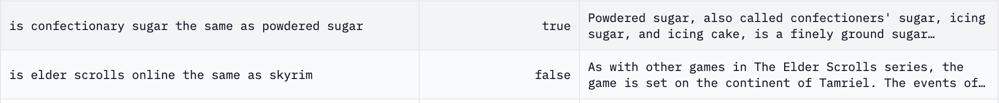 is confectionary sugar the same as powdered sugar
true
Powdered sugar, also called confectioners' sugar, icing
sugar, and icing cake, is a finely ground sugar…
is elder scrolls online the same as skyrim
false
As with other games in The Elder Scrolls series, the
game is set on the continent of Tamriel. The events of…